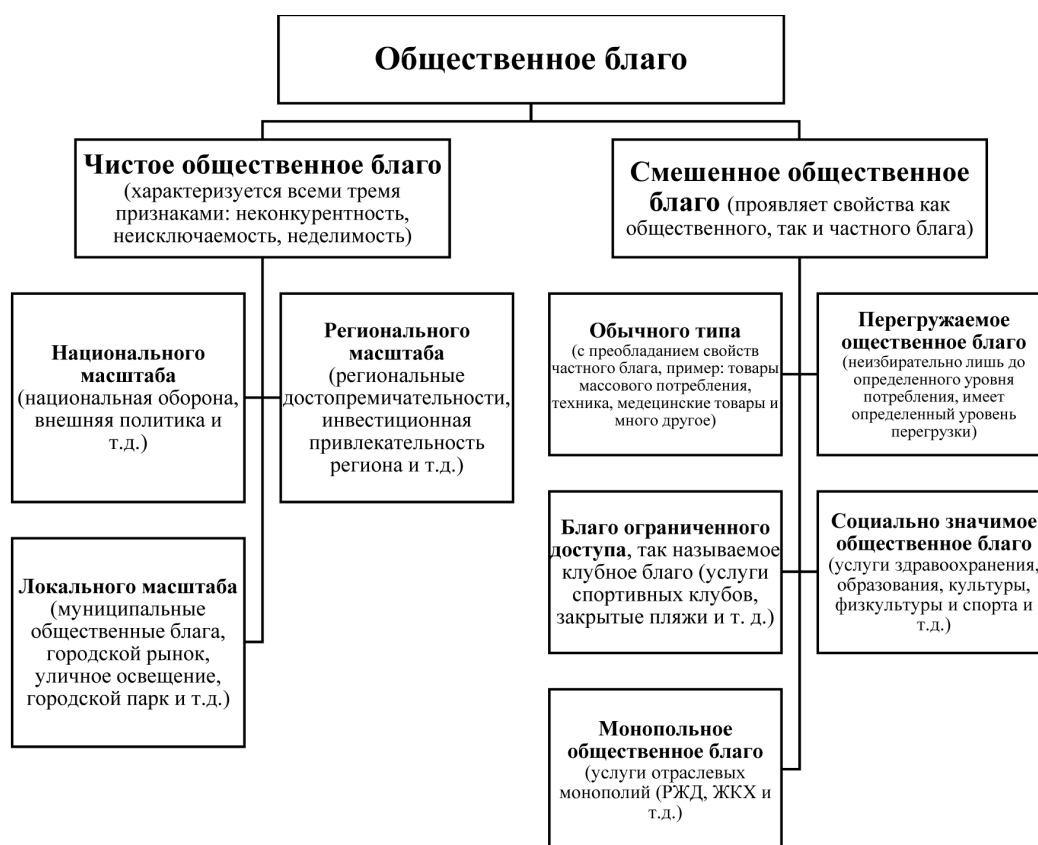 Общественное благо
Чистое общественное благо
(характеризуется всеми тремя
признаками: неконкурентность,
неисключаемость, неделимость)
Смешенное общественное
благо (проявляет свойства как
общественного, так и частного блага)
Национального
масштаба
(национальная оборона,
внешняя политика и
т.д.)
Регионального
масштаба
(региональные
достопремичательности,
инвестиционная
привлекательность
региона и т.д.)
Обычного типа
(с преобладанием свойств
частного блага, пример: товары
массового потребления,
техника, медецинские товары и
много другое)
Перегружаемое
ощественное благо
(неизбирательно лишь до
определенного уровня
потребления, имеет
определенный уровень
перегрузки)
Локального масштаба
(муниципальные
общественные блага,
городской рынок,
уличное освещение,
городской парк и т.д.)
Благо ограниченного
доступа, так называемое
клубное благо (услуги
спортивных клубов,
закрытые пляжи и т. д.)
Социально значимое
общественное благо
(услуги здравоохранения,
образования, культуры,
физкультуры и спорта и
т.д.)
Монопольное
общественное благо
(услуги отраслевых
монополий (РЖД, ЖКХ и
т.д.)